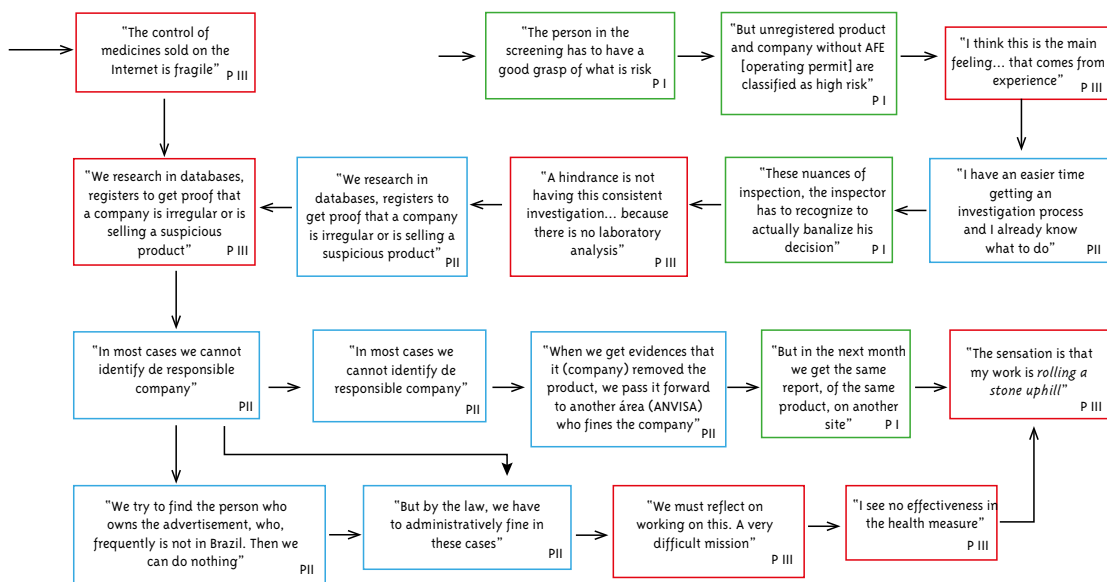 “The control of
medicines sold on the
Internet is fragile”
P III
“The person in the
screening has to have a
good grasp of what is risk
P I
“But unregistered product
and company without AFE
[operating permit] are
classified as high risk”
P I
“I think this is the main
feeling... that comes from
experience”
P III
“We research in databases,
registers to get proof that
a company is irregular or is
selling a suspicious
product”
P III
“We research in
databases, registers to
get proof that a company
is irregular or is selling a
suspicious product”
PII
“A hindrance is not
having this consistent
investigation... because
there is no laboratory
analysis”
P III
“These nuances of
inspection, the inspector
has to recognize to
actually banalize his
decision”
P I
“I have an easier time
getting an
investigation process
and I already know
what to do”
PII
“In most cases we cannot
identify de responsible
company”
PII
“In most cases we
cannot identify de
responsible company”
PII
“When we get evidences that
it (company) removed the
product, we pass it forward
to another área (ANVISA)
who fines the company”
PII
“But in the next month
we get the same
report, of the same
product, on another
site”
P I
“The sensation is that
my work is rolling a
stone uphill”
P III
“We try to find the person who
owns the advertisement, who,
frequently is not in Brazil. Then we
can do nothing”
PII
“But by the law, we have
to administratively fine in
these cases”
PII
“We must reflect on
working on this. A very
difficult mission”
P III
“I see no effectiveness in
the health measure”
P III